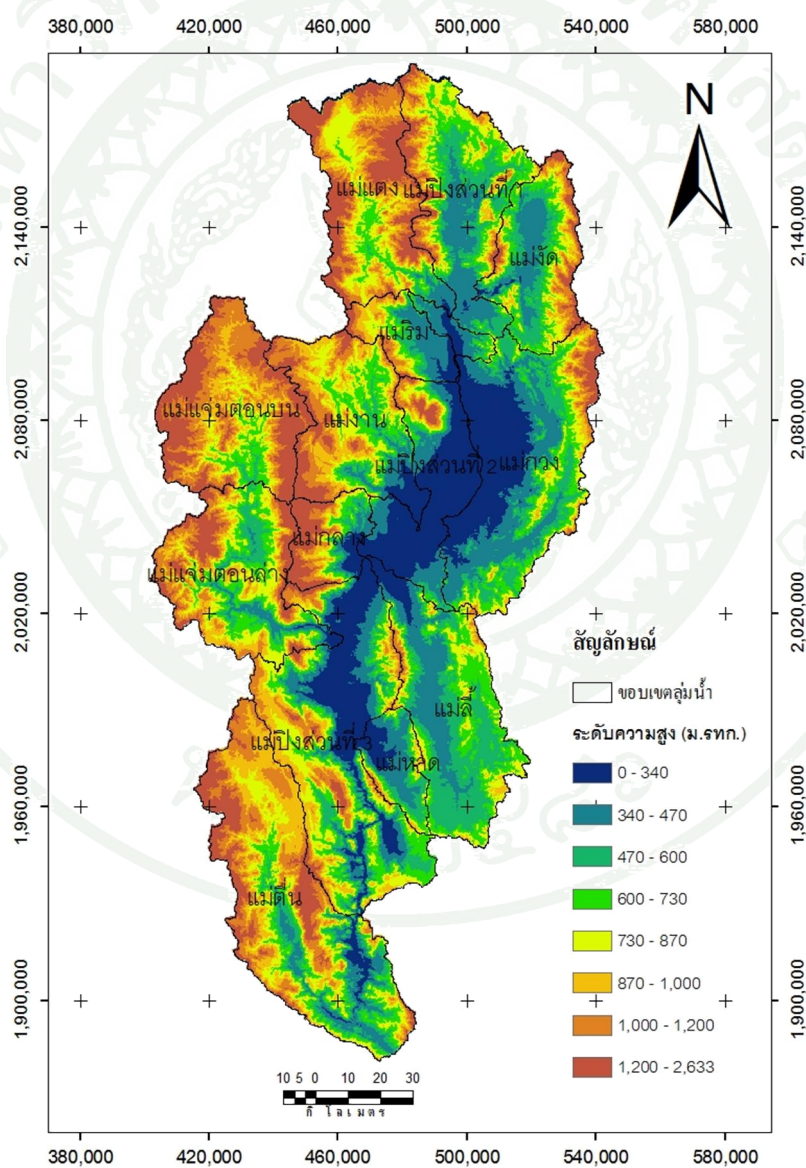 380,000 420,000 460,000 500,000 540,000 580,000
N
2,140,000 2,140,000
2,080,000 2,080,000
2,020,000 2,020,000
1,960,000 1,960,000
1,900,000 1,900,000
แม่แตง แม่ปิงส่วนที่ 1
แม่งัด
แม่ริม
แม่แจ่มตอนบน แม่งาน
แม่ปิงส่วนที่ 2 แม่กวง
แม่กลาง
แม่แจ่มตอนล่าง
แม่ลี้
แม่ปิงส่วนที่ 3
แม่หาด
แม่ตื่น
สัญลักษณ์
ขอบเขตลุ่มน้ำ
ระดับความสูง (ม.รทก.)
0 - 340
340 - 470
470 - 600
600 - 730
730 - 870
870 - 1,000
1,000 - 1,200
1,200 - 2,633
10 5 0 10 20 30
กิโลเมตร
380,000 420,000 460,000 500,000 540,000 580,000